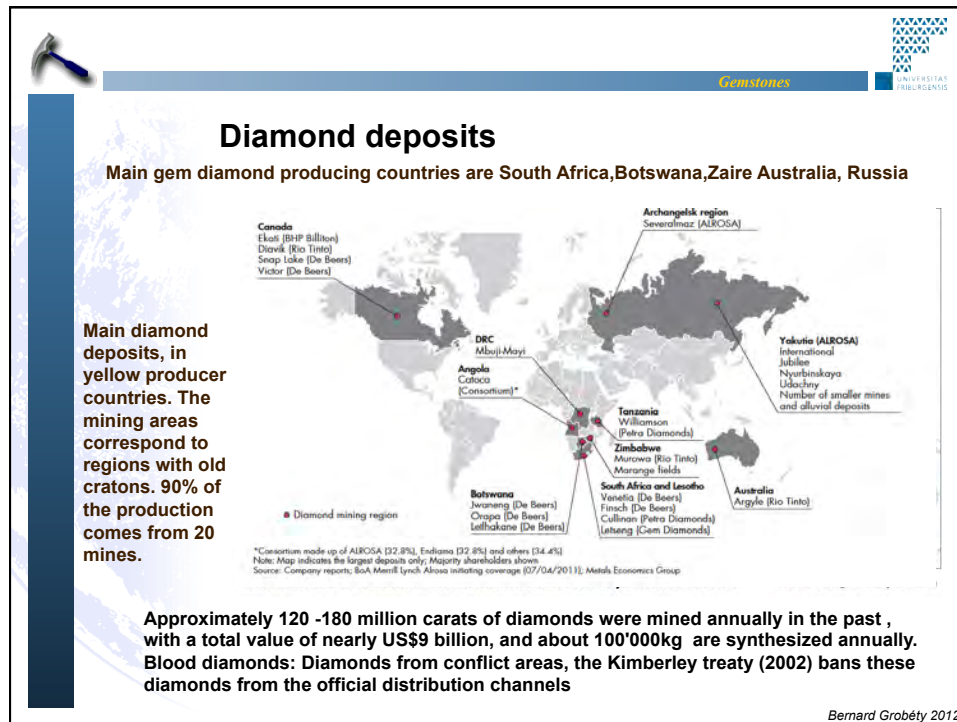 Gemstones
UNIVERSITAS
FRIBURGENSIS
Diamond deposits
Main gem diamond producing countries are South Africa,Botswana,Zaire Australia, Russia
Canada
Ekati (BHP Billiton)
Diavik (Rio Tinto)
Snap Lake (De Beers)
Victor (De Beers)
Archangelsk region
Severalmaz (ALROSA)
Main diamond
deposits, in
yellow producer
countries. The
mining areas
correspond to
regions with old
cratons. 90% of
the production
comes from 20
mines.
DRC
Mbuji-Mayi
Angola
Catoca
(Consortium)*
Yakutia (ALROSA)
International
Jubilee
Nyurbinskaya
Udachny
Number of smaller mines
and alluvial deposits
Tanzania
Williamson
(Petra Diamonds)
Zimbabwe
Murowa (Rio Tinto)
Marange fields
South Africa and Lesotho
Venetia (De Beers)
Finsch (De Beers)
Cullinan (Petra Diamonds)
Letseng (Gem Diamonds)
Botswana
Jwaneng (De Beers)
Orapa (De Beers)
Letlhakane (De Beers)
Australia
Argyle (Rio Tinto)
Diamond mining region
*Consortium made up of ALROSA (32.8%), Endiama (32.8%) and others (34.4%)
Note: Map indicates the largest deposits only; Majority shareholders shown
Source: Company reports; BoA Merrill Lynch Alrosa initiating coverage (07/04/2011); Metals Economics Group
Approximately 120 -180 million carats of diamonds were mined annually in the past ,
with a total value of nearly US$9 billion, and about 100'000kg are synthesized annually.
Blood diamonds: Diamonds from conflict areas, the Kimberley treaty (2002) bans these
diamonds from the official distribution channels
Bernard Grobéty 2012